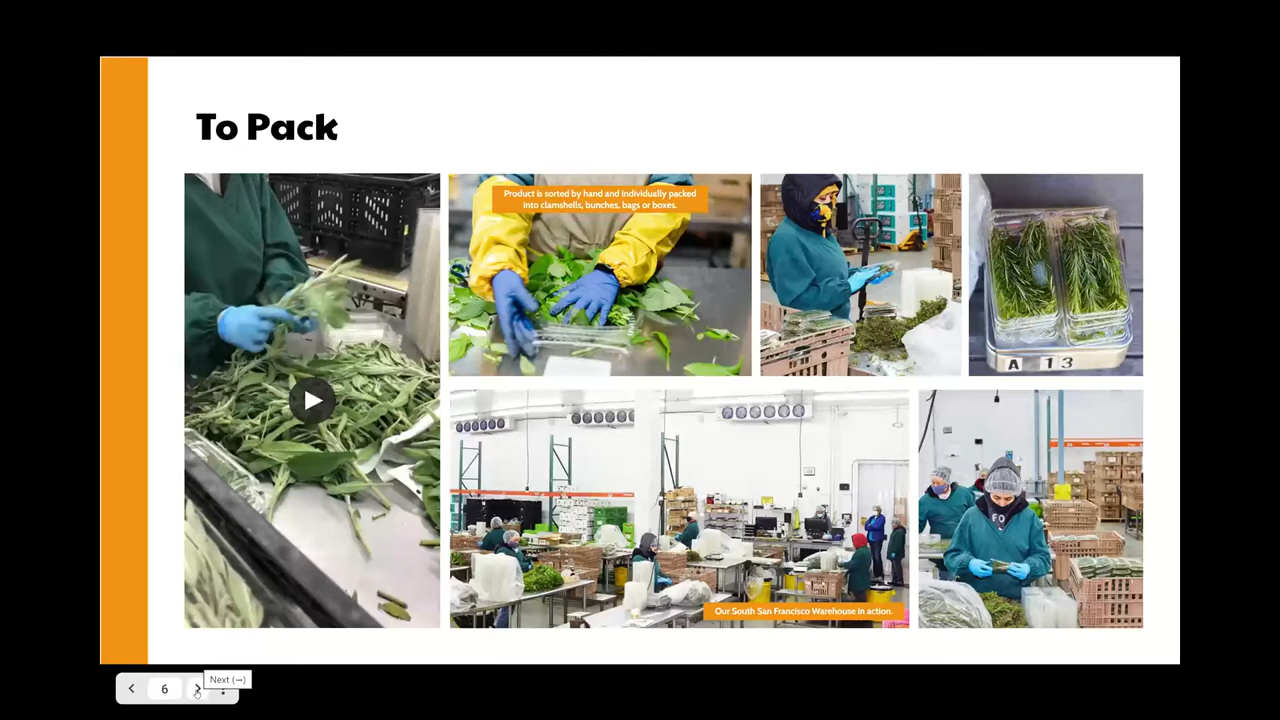 To Pack
Product is sorted by hand and individually packed
into clamshells, bunches, bags or boxes.
A 13
Our South San Francisco Warehouse in action.
FO
6
Next (→)